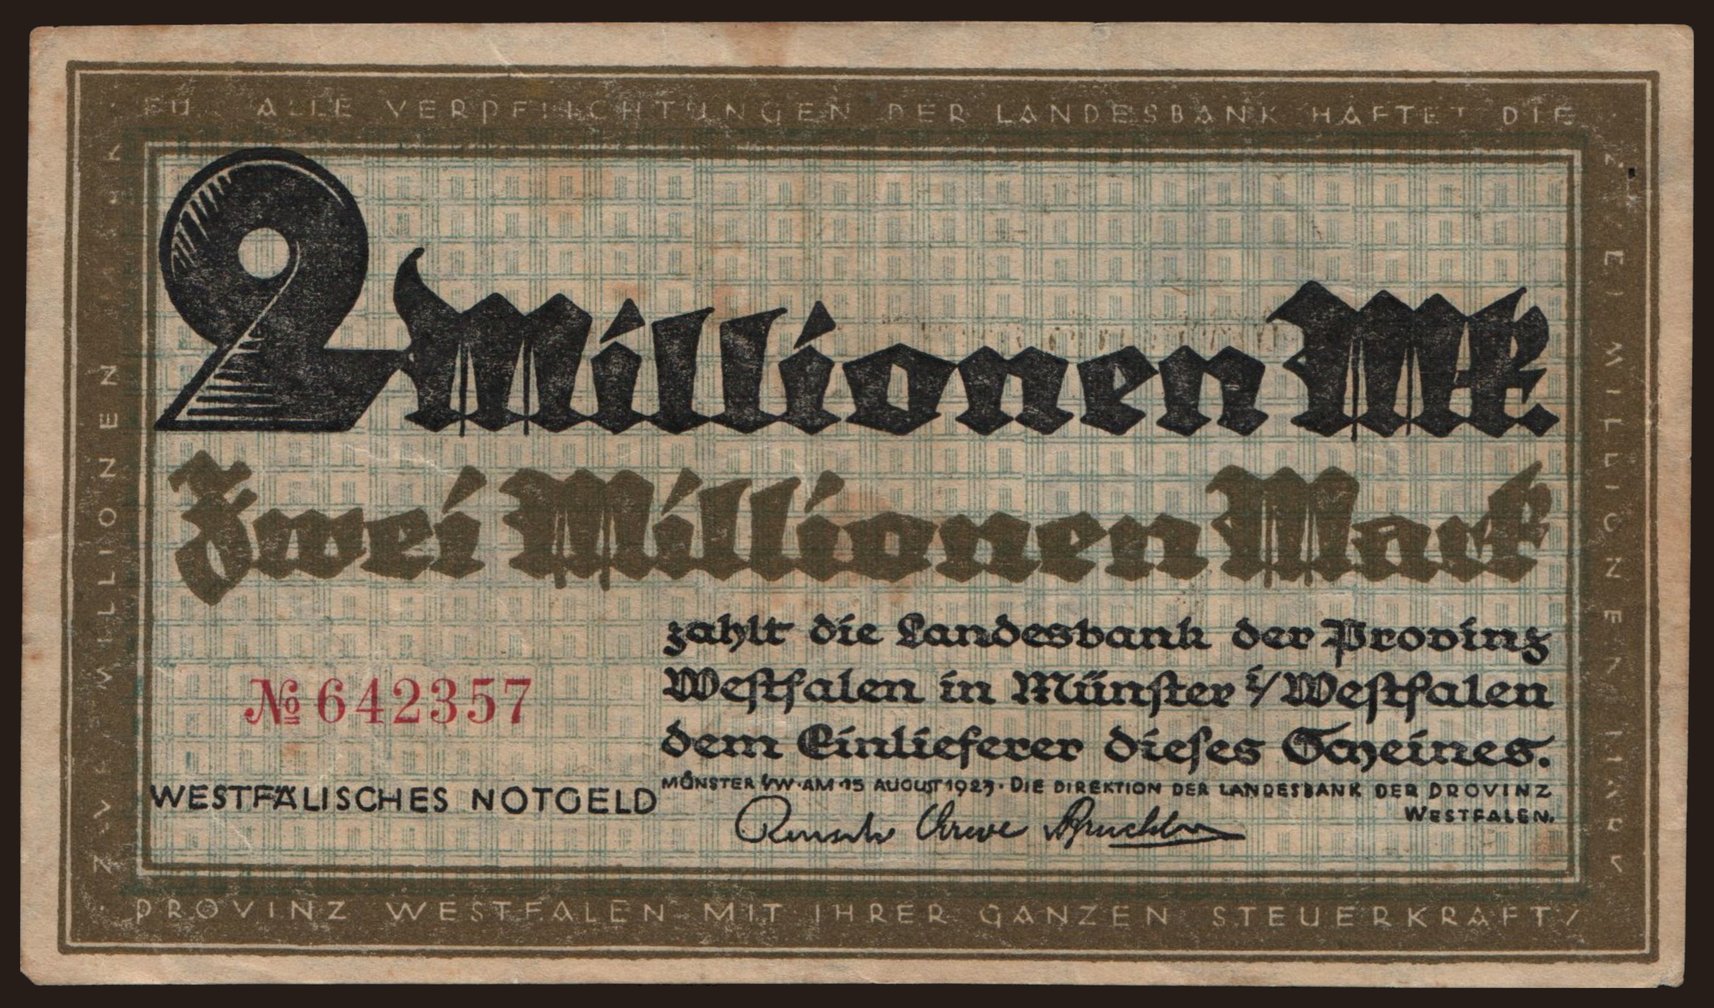 FÜR ALLE VERPFLICHTUNGEN DER LANDESBANK HAFTET DIE
2 Millionen Mk
Zwei Millionen Mark
zahlt die Landesbank der Provinz
Westfalen in Münster i/Westfalen
dem Einlieferer dieses Scheines.
№ 642357
WESTFÄLISCHES NOTGELD
MÜNSTER i/W·AM·15 AUGUST 1923·DIE DIREKTION DER LANDESBANK DER PROVINZ
WESTFALEN.
PROVINZ WESTFALEN MIT IHRER GANZEN STEUERKRAFT/
ZWEI MILLIONEN MARK
ZWEI MILLIONEN MARK